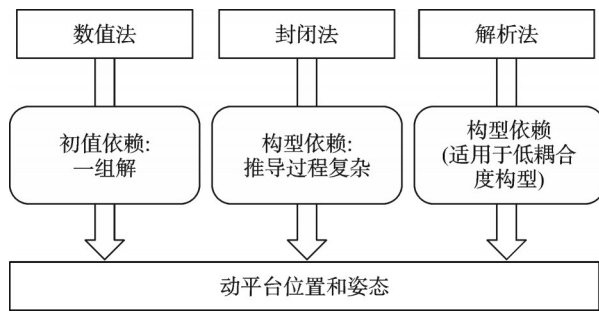 数值法
封闭法
解析法
初值依赖:
一组解
构型依赖:
推导过程复杂
构型依赖
(适用于低耦合
度构型)
动平台位置和姿态